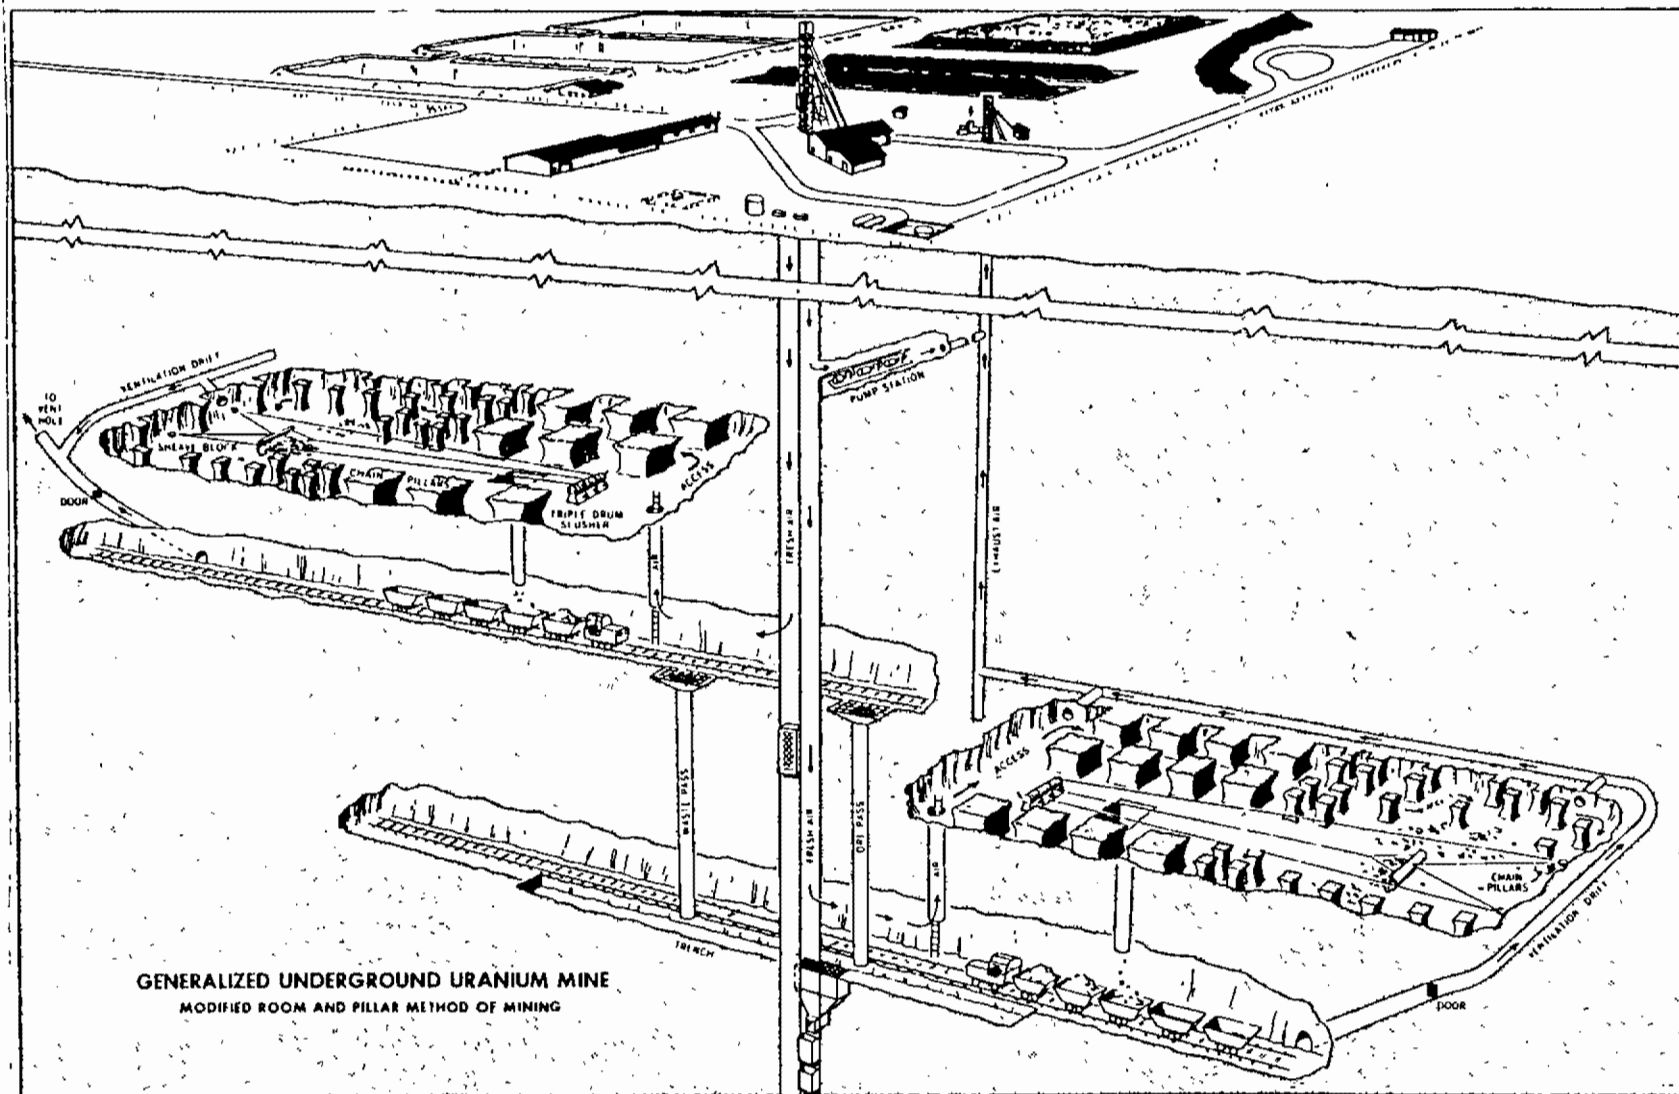 VENTILATION DRIFT
TO
VENT
HOLE
SHEAVE BLOCK
CHAIN PILLARS
ACCESS
TRIPLE DRUM
SLUSHER
DOOR
AIR
FRESH AIR
PUMP STATION
EXHAUST AIR
WASTE PASS
FRESH AIR
ORE PASS
ACCESS
AIR
CHAIN
PILLARS
VENTILATION DRIFT
DOOR
TRENCH
GENERALIZED UNDERGROUND URANIUM MINE
MODIFIED ROOM AND PILLAR METHOD OF MINING